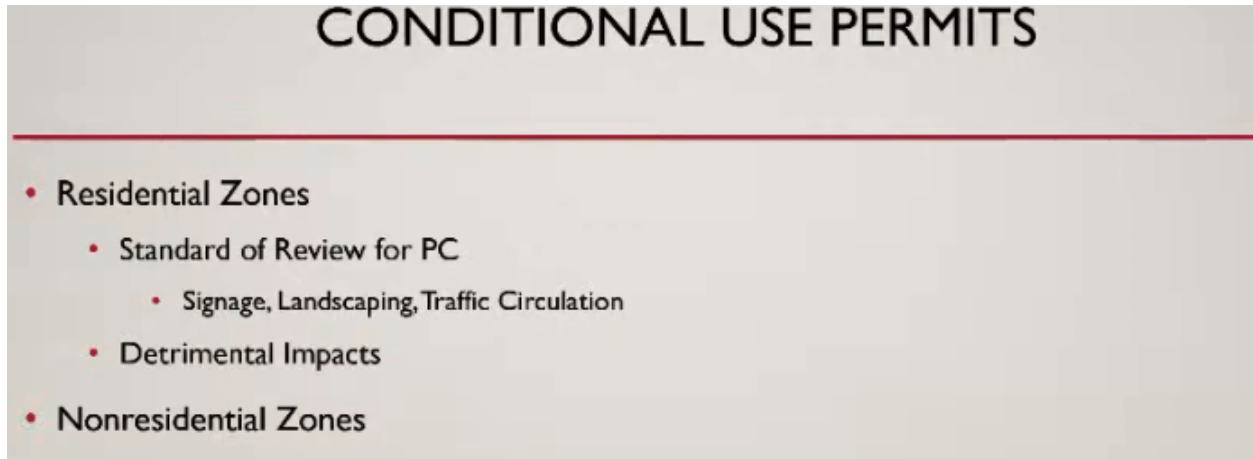 CONDITIONAL USE PERMITS
• Residential Zones
• Standard of Review for PC
• Signage, Landscaping, Traffic Circulation
• Detrimental Impacts
• Nonresidential Zones